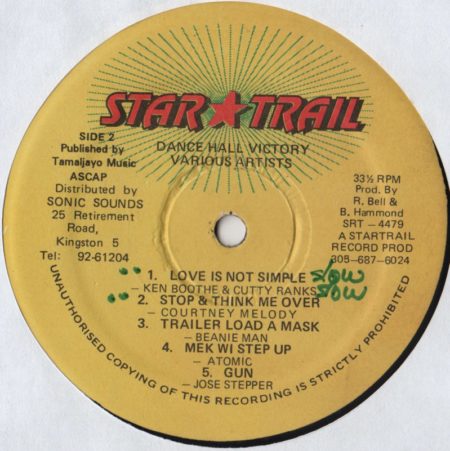 STAR TRAIL
DANCE HALL VICTORY
VARIOUS ARTISTS
SIDE 2
Published by
Tamaljayo Music
ASCAP
Distributed by
SONIC SOUNDS
25 Retirement
Road,
Kingston 5
Tel: 92-61204
33⅓ RPM
Prod. By
R. Bell &
B. Hammond
SRT - 4479
A STARTRAIL
RECORD PROD
305-687-6024
1. LOVE IS NOT SIMPLE slow
- KEN BOOTHE & CUTTY RANKS
2. STOP & THINK ME OVER SLOW
- COURTNEY MELODY
3. TRAILER LOAD A MASK
- BEANIE MAN
4. MEK WI STEP UP
- ATOMIC
5. GUN
- JOSE STEPPER
UNAUTHORISED COPYING OF THIS RECORDING IS STRICTLY PROHIBITED